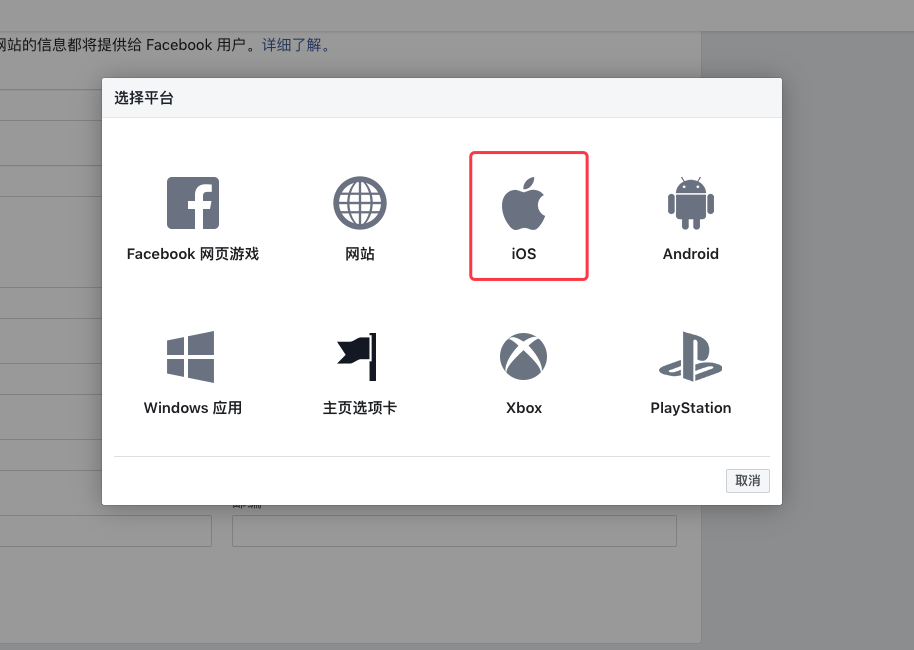 网站的信息都将提供给 Facebook 用户。详细了解。
选择平台
Facebook 网页游戏
网站
iOS
Android
Windows 应用
主页选项卡
Xbox
PlayStation
取消